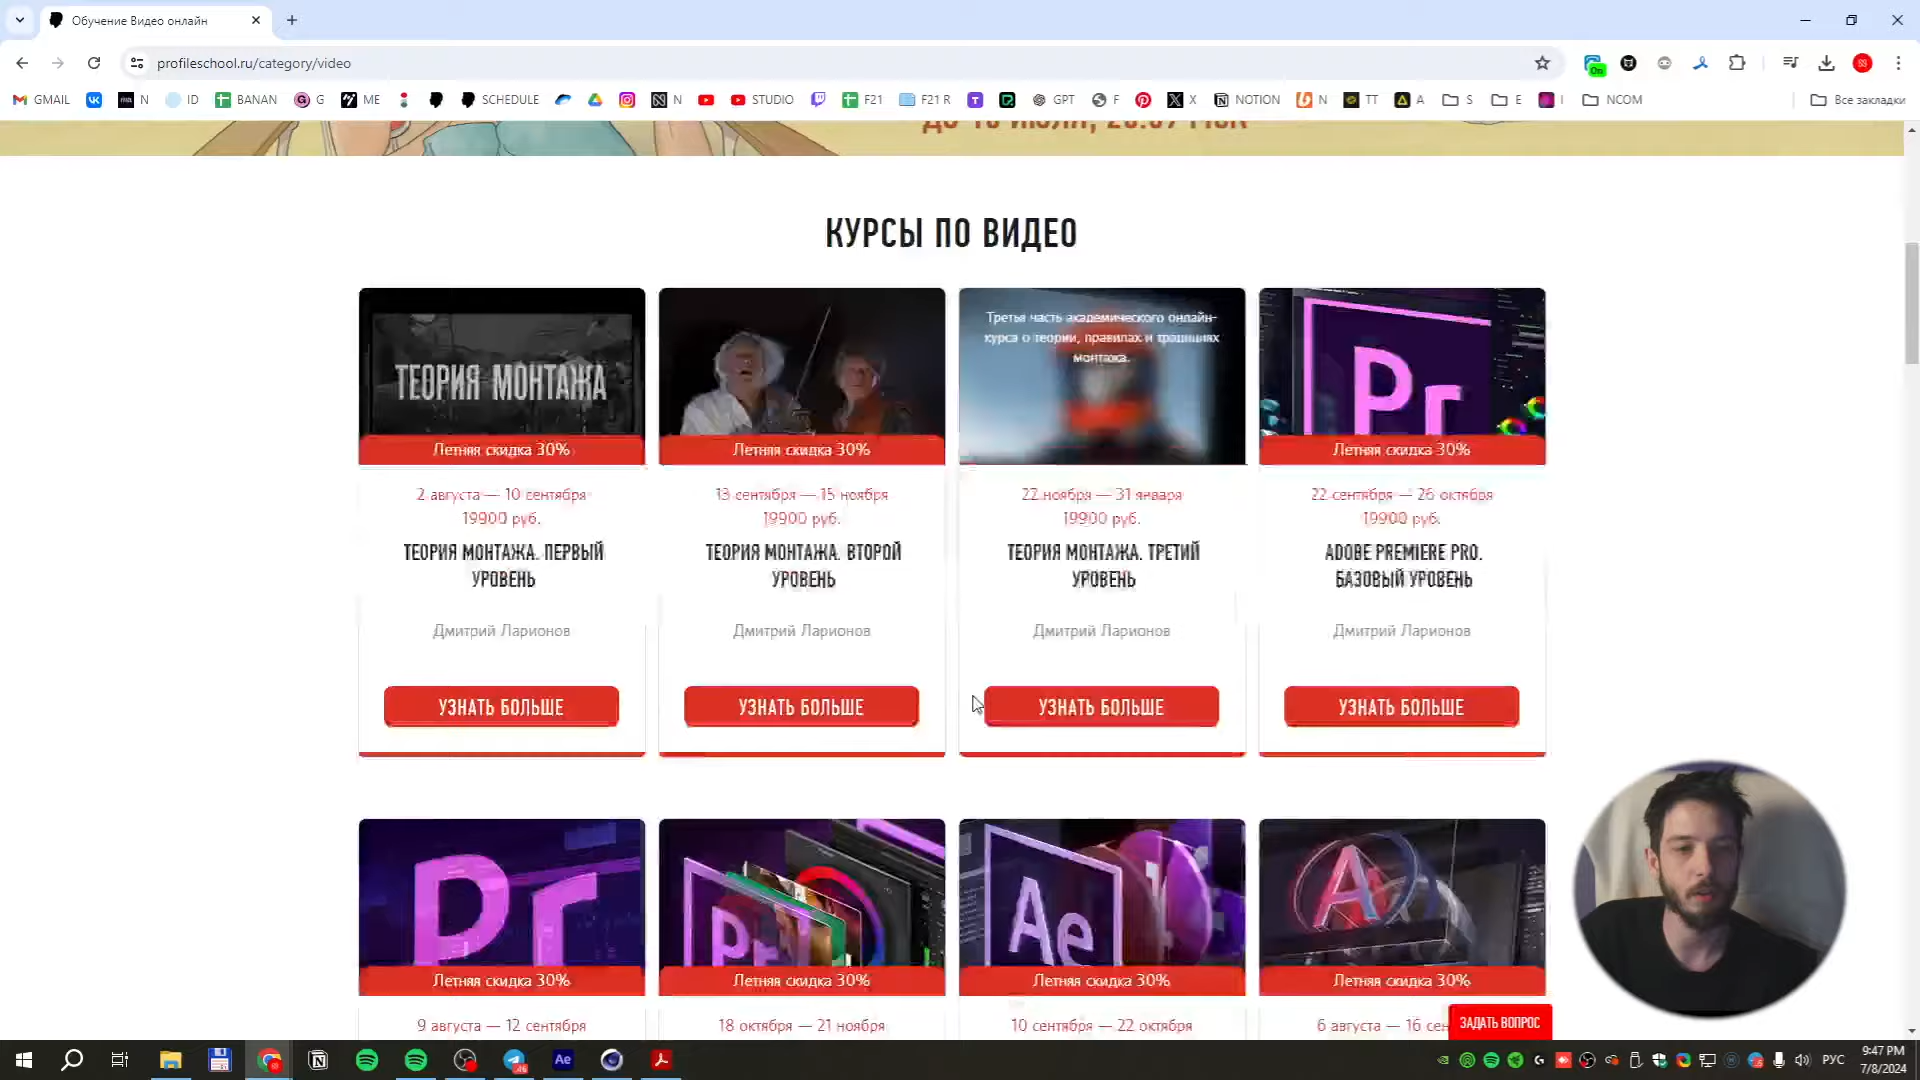 Обучение Видео онлайн
profileschool.ru/category/video
GMAIL
N
ID
BANAN
G
ME
SCHEDULE
N
STUDIO
F21
F21 R
GPT
F
X
NOTION
N
TT
A
S
E
I
NCOM
Все закладки
КУРСЫ ПО ВИДЕО
ТЕОРИЯ МОНТАЖА
Летняя скидка 30%
2 августа — 10 сентября
19900 руб.
ТЕОРИЯ МОНТАЖА. ПЕРВЫЙ
УРОВЕНЬ
Дмитрий Ларионов
УЗНАТЬ БОЛЬШЕ
Летняя скидка 30%
13 сентября — 15 ноября
19900 руб.
ТЕОРИЯ МОНТАЖА. ВТОРОЙ
УРОВЕНЬ
Дмитрий Ларионов
УЗНАТЬ БОЛЬШЕ
Третья часть академического онлайн-
курса о теории, правилах и традициях
монтажа.
22 ноября — 31 января
19900 руб.
ТЕОРИЯ МОНТАЖА. ТРЕТИЙ
УРОВЕНЬ
Дмитрий Ларионов
УЗНАТЬ БОЛЬШЕ
Pr
Летняя скидка 30%
22 сентября — 26 октября
19900 руб.
ADOBE PREMIERE PRO.
БАЗОВЫЙ УРОВЕНЬ
Дмитрий Ларионов
УЗНАТЬ БОЛЬШЕ
Pr
Летняя скидка 30%
9 августа — 12 сентября
Pr
Летняя скидка 30%
18 октября — 21 ноября
Ae
Летняя скидка 30%
10 сентября — 22 октября
A
Летняя скидка 30%
6 августа — 16 сен
ЗАДАТЬ ВОПРОС
Ae
РУС
9:47 PM
7/8/2024